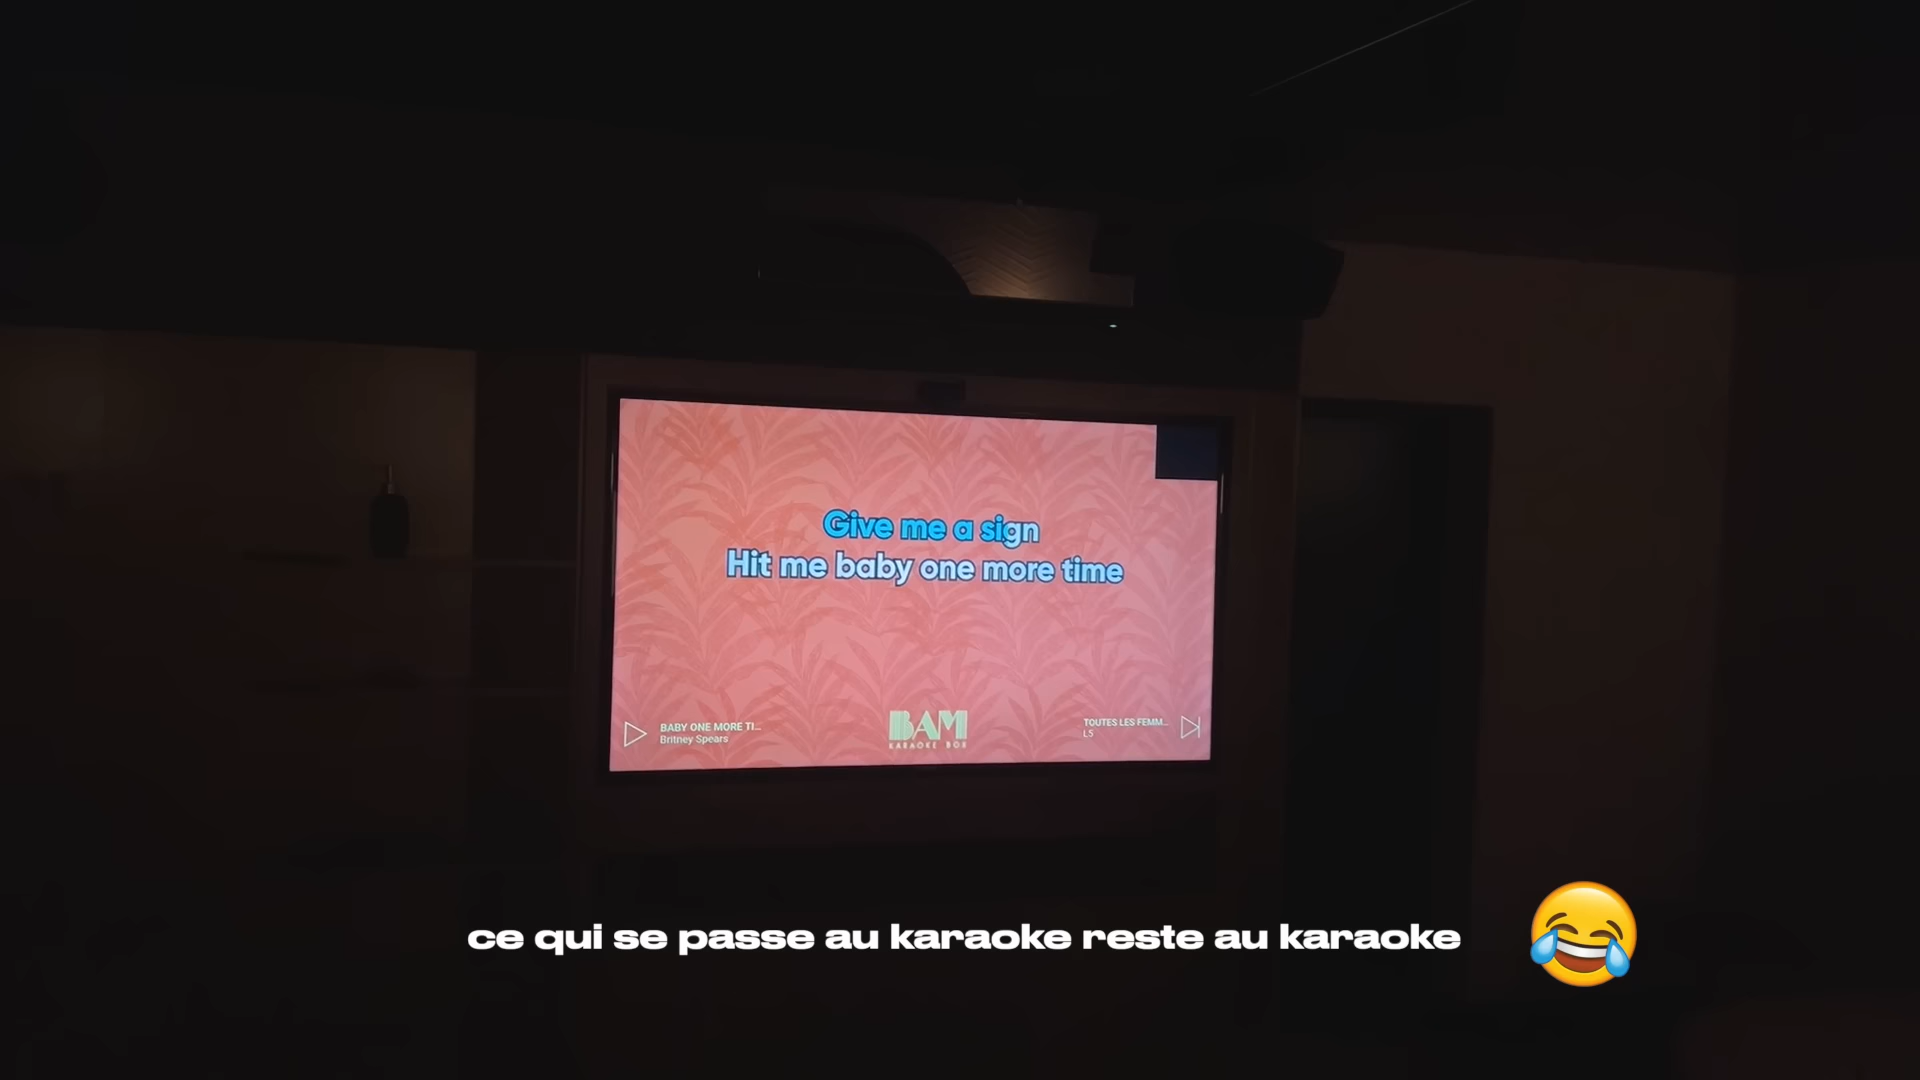 Give me a sign
Hit me baby one more time
BABY ONE MORE TI...
Britney Spears
BAM
KARAOKE BOX
TOUTES LES FEMM...
L5
ce qui se passe au karaoke reste au karaoke